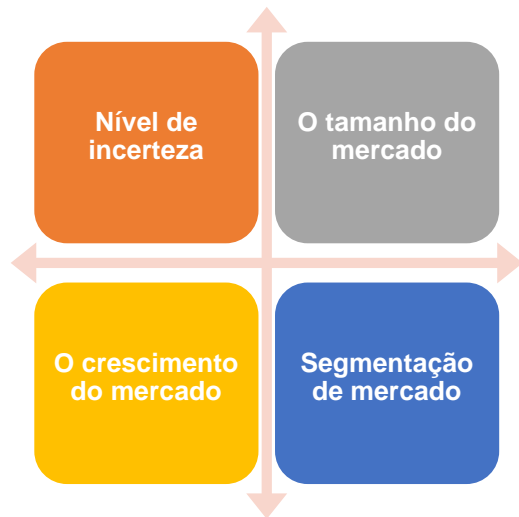 Nível de
incerteza
O tamanho do
mercado
O crescimento
do mercado
Segmentação
de mercado